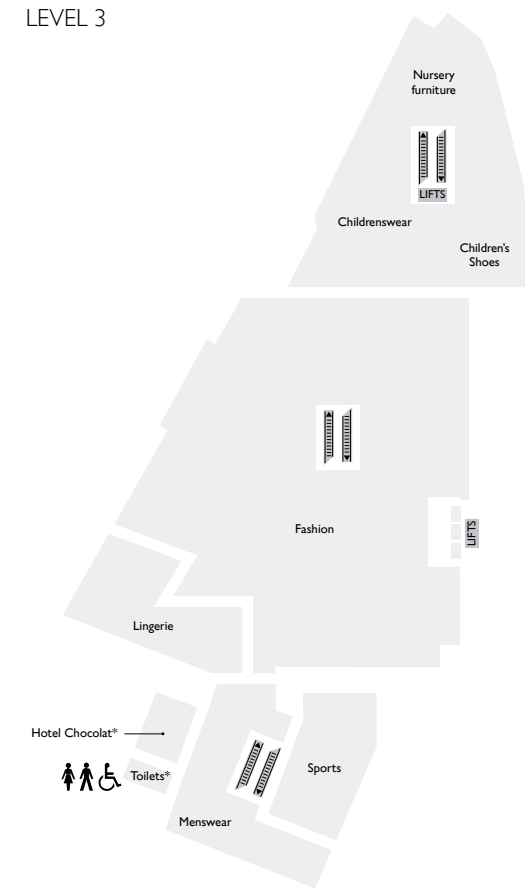 LEVEL 3
Nursery
furniture
LIFTS
Childrenswear
Children's
Shoes
Fashion
LIFTS
Lingerie
Hotel Chocolat*
Toilets*
Sports
Menswear